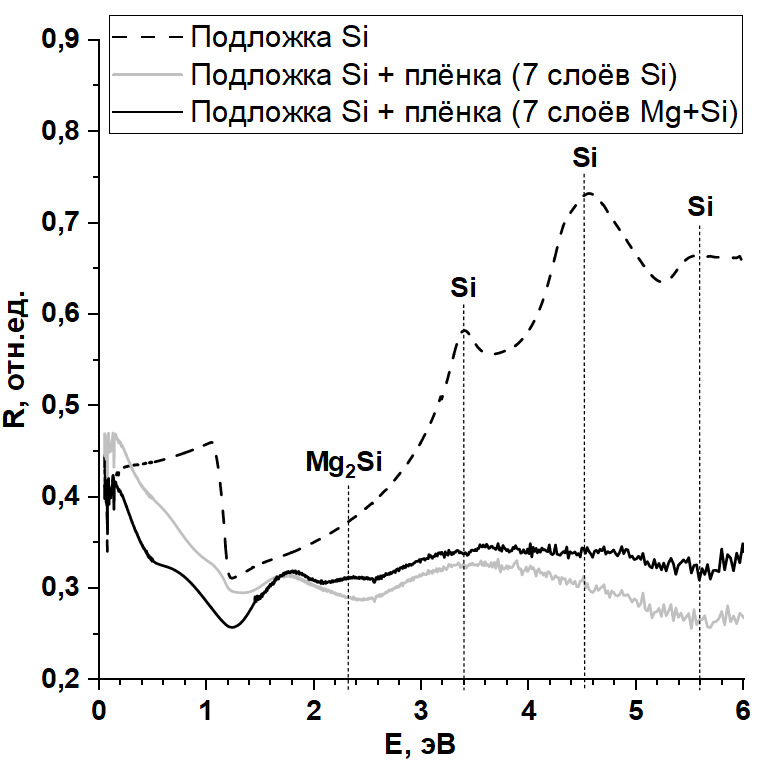 Подложка Si
Подложка Si + плёнка (7 слоёв Si)
Подложка Si + плёнка (7 слоёв Mg+Si)
0,9
0,8
0,7
0,6
0,5
0,4
0,3
0,2
R, отн.ед.
Si
Si
Si
Mg₂Si
0 1 2 3 4 5 6
E, эВ